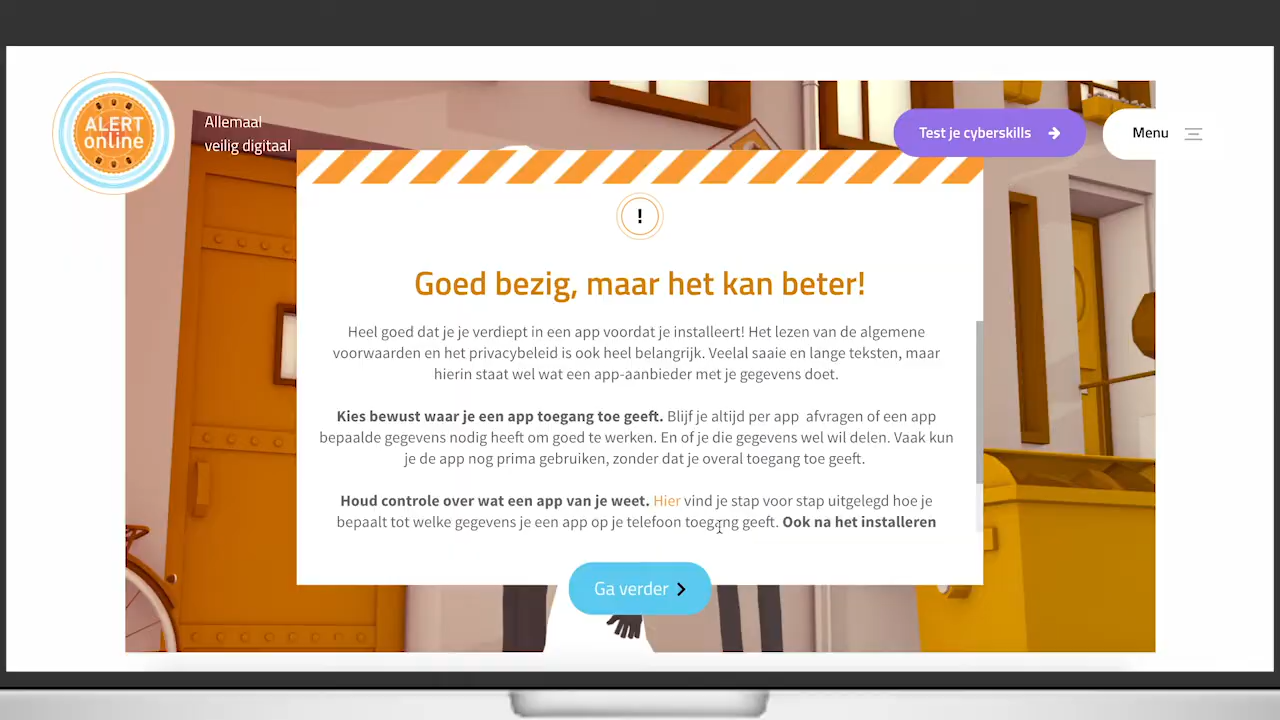 ALERT
online
Allemaal
veilig digitaal
Test je cyberskills
Menu
!
Goed bezig, maar het kan beter!
Heel goed dat je je verdiept in een app voordat je installeert! Het lezen van de algemene
voorwaarden en het privacybeleid is ook heel belangrijk. Veelal saaie en lange teksten, maar
hierin staat wel wat een app-aanbieder met je gegevens doet.
Kies bewust waar je een app toegang toe geeft. Blijf je altijd per app afvragen of een app
bepaalde gegevens nodig heeft om goed te werken. En of je die gegevens wel wil delen. Vaak kun
je de app nog prima gebruiken, zonder dat je overal toegang toe geeft.
Houd controle over wat een app van je weet. Hier vind je stap voor stap uitgelegd hoe je
bepaalt tot welke gegevens je een app op je telefoon toegang geeft. Ook na het installeren
Ga verder